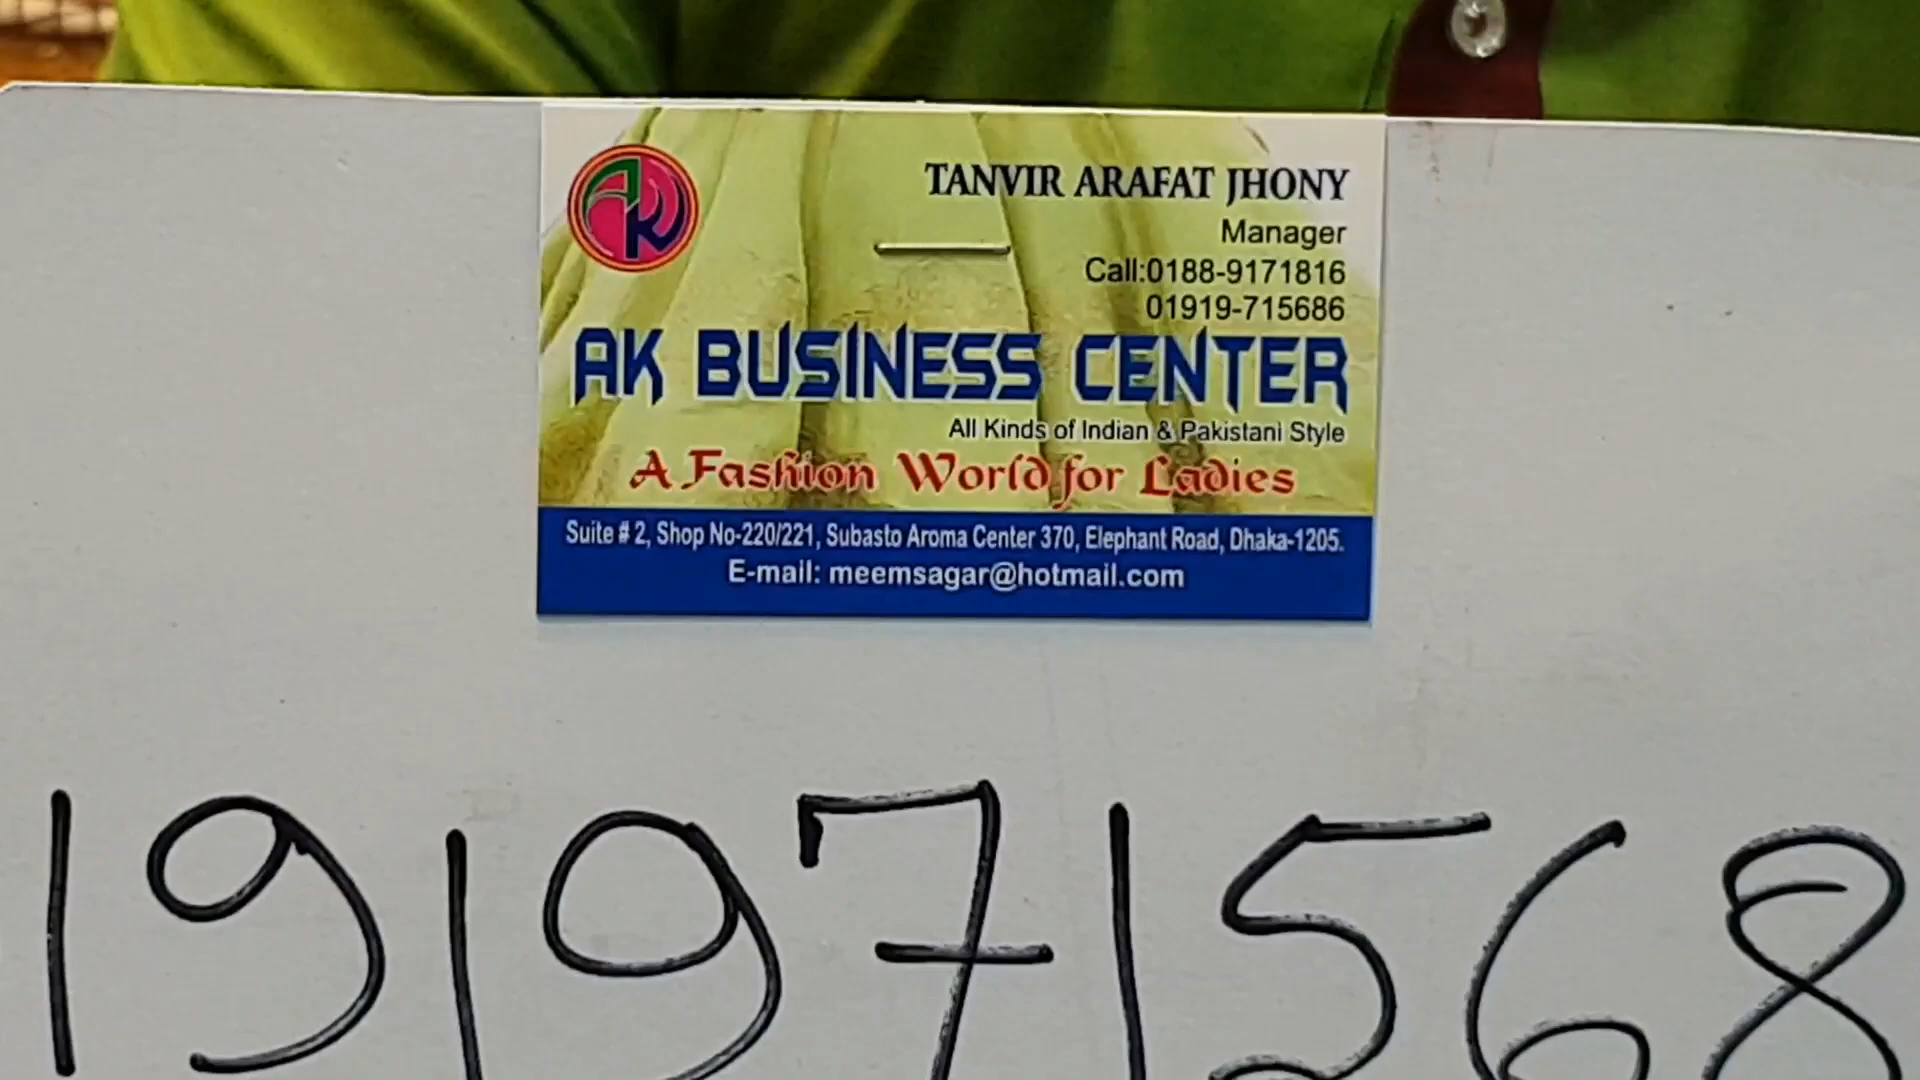 AK
TANVIR ARAFAT JHONY
Manager
Call:0188-9171816
01919-715686
AK BUSINESS CENTER
All Kinds of Indian & Pakistani Style
A Fashion World for Ladies
Suite # 2, Shop No-220/221, Subasto Aroma Center 370, Elephant Road, Dhaka-1205.
E-mail: meemsagar@hotmail.com
191971568